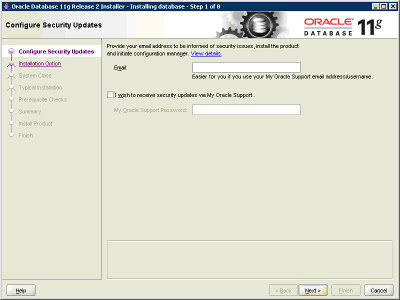 Oracle Database 11g Release 2 Installer - Installing database - Step 1 of 8
Configure Security Updates
ORACLE
DATABASE 11g
Configure Security Updates
Installation Option
System Class
Typical Installation
Prerequisite Checks
Summary
Install Product
Finish
Provide your email address to be informed of security issues, install the product
and initiate configuration manager. View details.
Email:
Easier for you if you use your My Oracle Support email address/username.
I wish to receive security updates via My Oracle Support.
My Oracle Support Password:
Help
< Back
Next >
Finish
Cancel